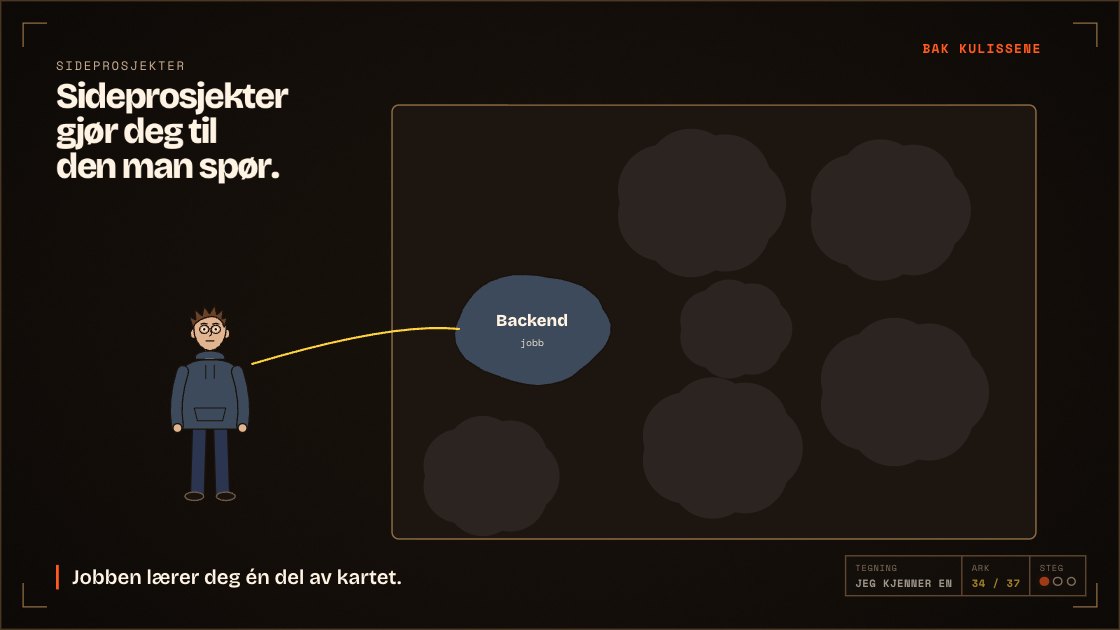 BAK KULISSENE
SIDEPROSJEKTER
Sideprosjekter
gjør deg til
den man spør.
Backend
jobb
Jobben lærer deg én del av kartet.
TEGNING
JEG KJENNER EN
ARK
34 / 37
STEG